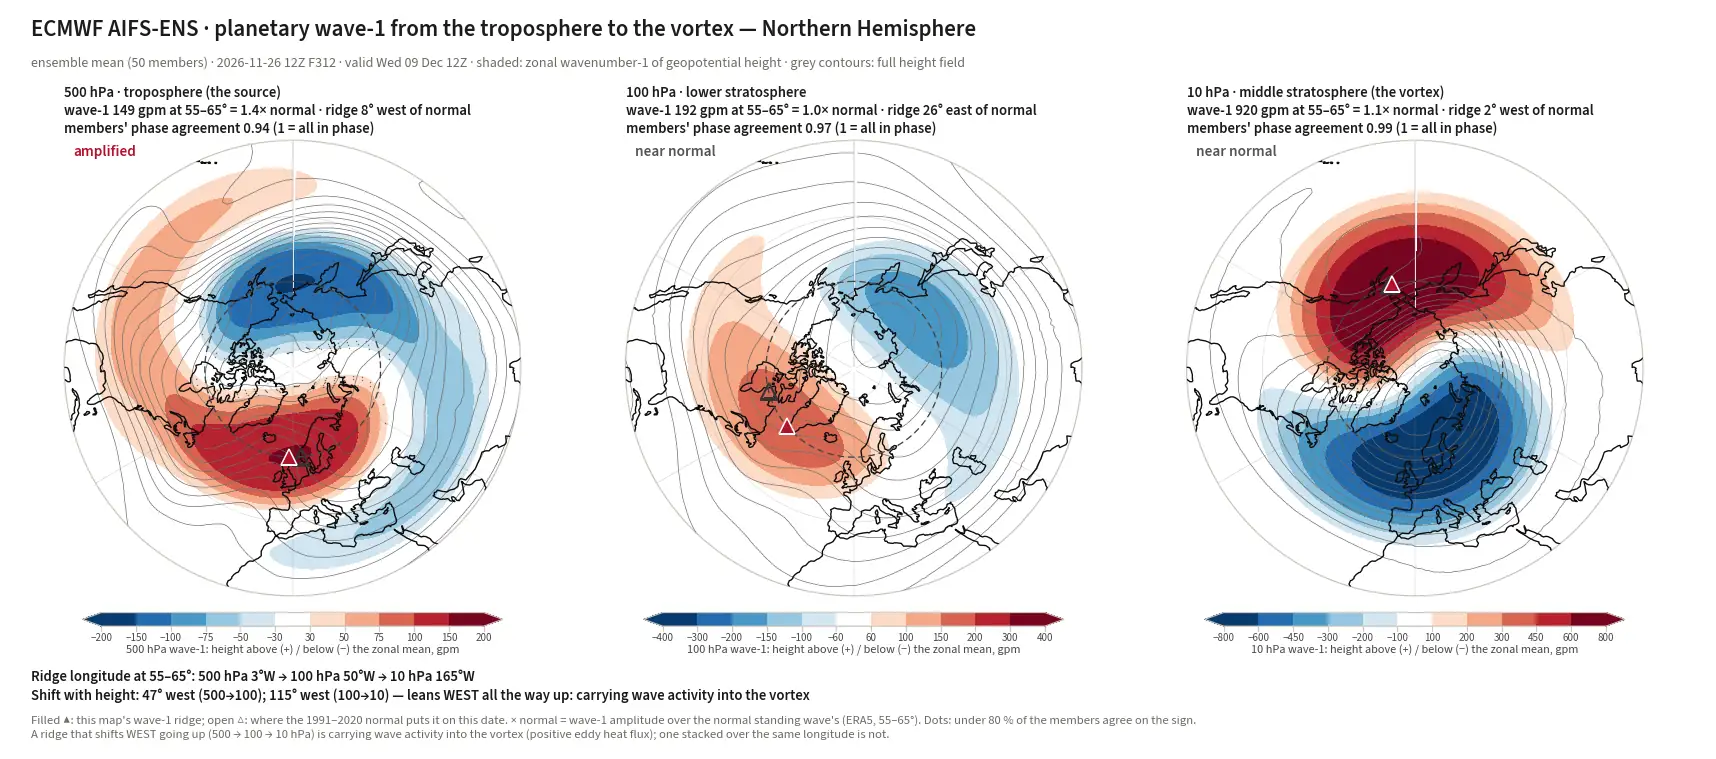 ECMWF AIFS-ENS · planetary wave-1 from the troposphere to the vortex — Northern Hemisphere
ensemble mean (50 members) · 2026-11-26 12Z F312 · valid Wed 09 Dec 12Z · shaded: zonal wavenumber-1 of geopotential height · grey contours: full height field
500 hPa · troposphere (the source)
wave-1 149 gpm at 55–65° = 1.4× normal · ridge 8° west of normal
members' phase agreement 0.94 (1 = all in phase)
amplified
100 hPa · lower stratosphere
wave-1 192 gpm at 55–65° = 1.0× normal · ridge 26° east of normal
members' phase agreement 0.97 (1 = all in phase)
near normal
10 hPa · middle stratosphere (the vortex)
wave-1 920 gpm at 55–65° = 1.1× normal · ridge 2° west of normal
members' phase agreement 0.99 (1 = all in phase)
near normal
−200 −150 −100 −75 −50 −30 30 50 75 100 150 200
500 hPa wave-1: height above (+) / below (−) the zonal mean, gpm
−400 −300 −200 −150 −100 −60 60 100 150 200 300 400
100 hPa wave-1: height above (+) / below (−) the zonal mean, gpm
−800 −600 −450 −300 −200 −100 100 200 300 450 600 800
10 hPa wave-1: height above (+) / below (−) the zonal mean, gpm
Ridge longitude at 55–65°: 500 hPa 3°W → 100 hPa 50°W → 10 hPa 165°W
Shift with height: 47° west (500→100); 115° west (100→10) — leans WEST all the way up: carrying wave activity into the vortex
Filled ▲: this map's wave-1 ridge; open △: where the 1991–2020 normal puts it on this date. × normal = wave-1 amplitude over the normal standing wave's (ERA5, 55–65°). Dots: under 80 % of the members agree on the sign.
A ridge that shifts WEST going up (500 → 100 → 10 hPa) is carrying wave activity into the vortex (positive eddy heat flux); one stacked over the same longitude is not.